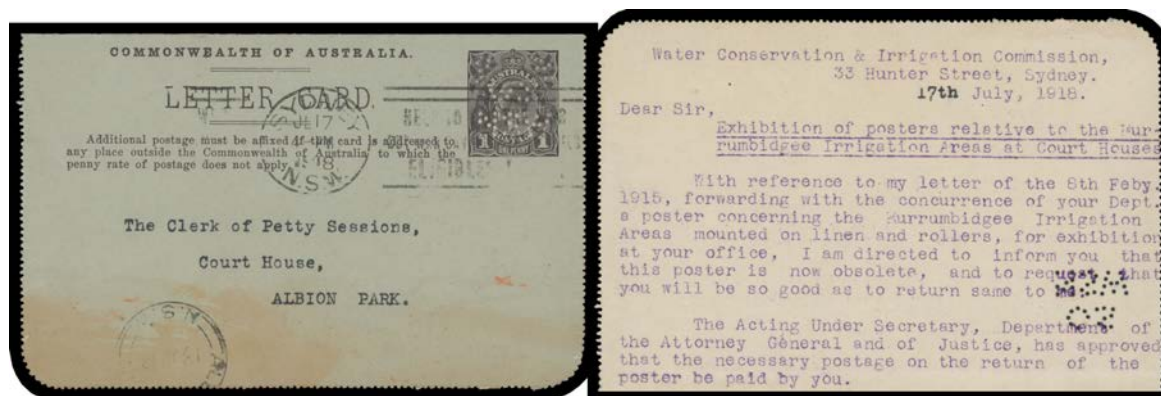 COMMONWEALTH OF AUSTRALIA.
LETTER CARD.
Additional postage must be affixed if this card is addressed to
any place outside the Commonwealth of Australia to which the
penny rate of postage does not apply.
AUSTRALIA
1
1
SYDNEY
JL 17
18
N.S.W.
ELIGIBLE
The Clerk of Petty Sessions,
Court House,
ALBION PARK.
N.S.
Water Conservation & Irrigation Commission,
33 Hunter Street, Sydney.
17th July, 1918.
Dear Sir,
Exhibition of posters relative to the Mur-
rumbidgee Irrigation Areas at Court Houses
With reference to my letter of the 8th Feby.
1915, forwarding with the concurrence of your Dept.
a poster concerning the Murrumbidgee Irrigation
Areas mounted on linen and rollers, for exhibition
at your office, I am directed to inform you that
this poster is now obsolete, and to request that
you will be so good as to return same to me.
The Acting Under Secretary, Department of
the Attorney General and of Justice, has approved
that the necessary postage on the return of the
poster be paid by you.